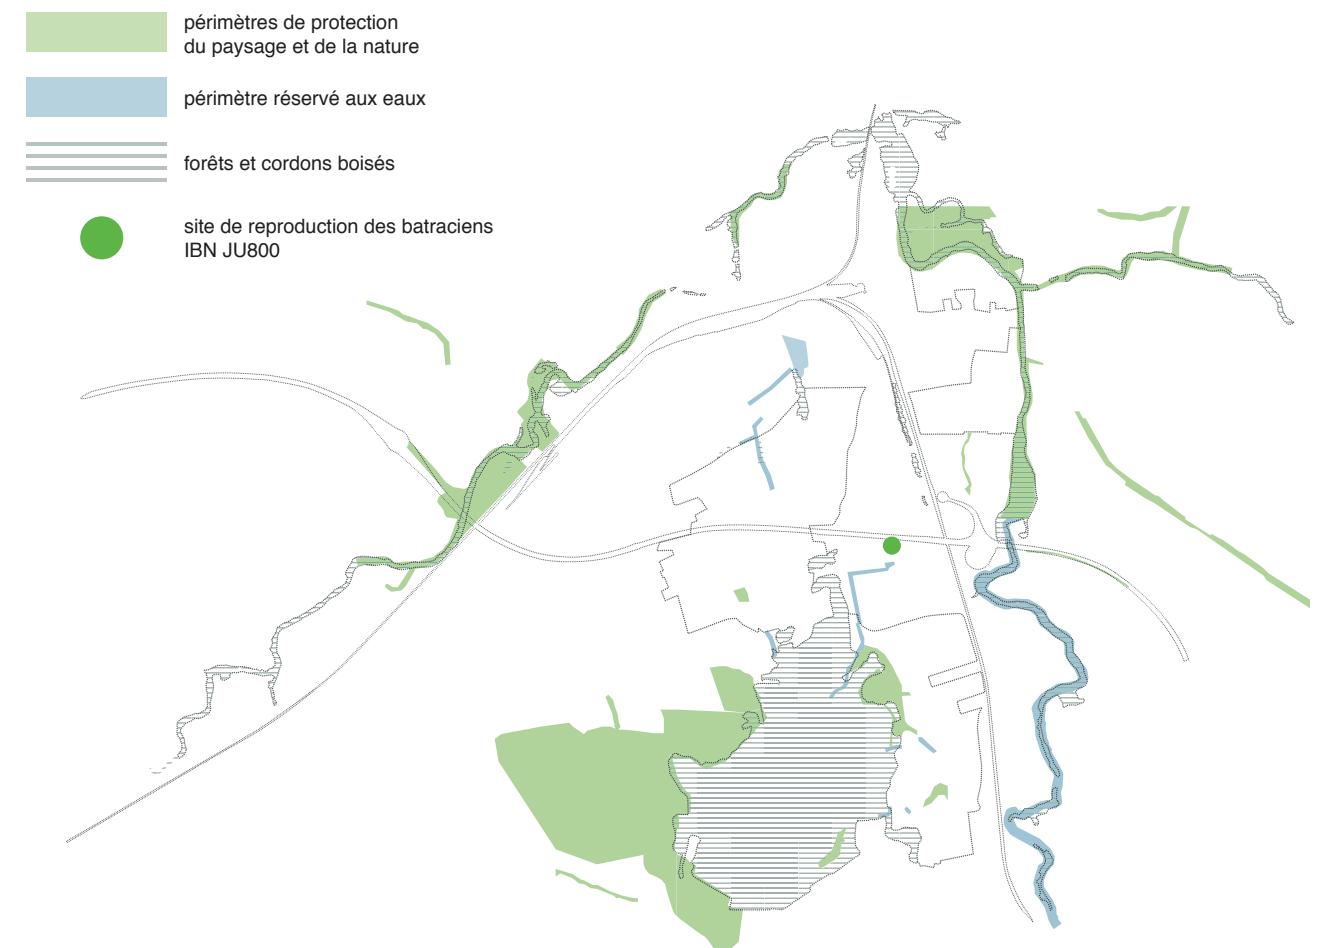 périmètres de protection
du paysage et de la nature
périmètre réservé aux eaux
forêts et cordons boisés
site de reproduction des batraciens
IBN JU800